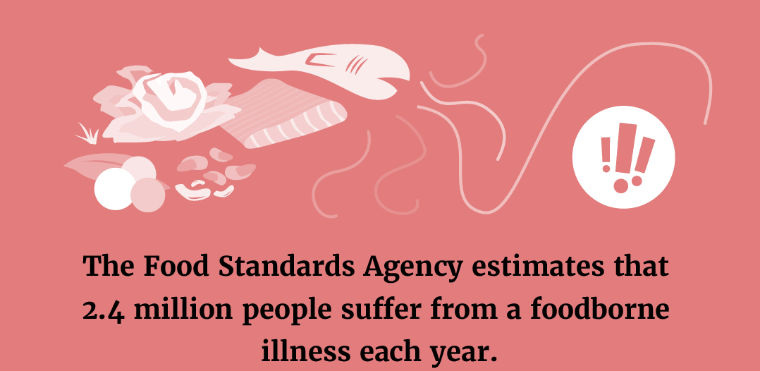 The Food Standards Agency estimates that
2.4 million people suffer from a foodborne
illness each year.